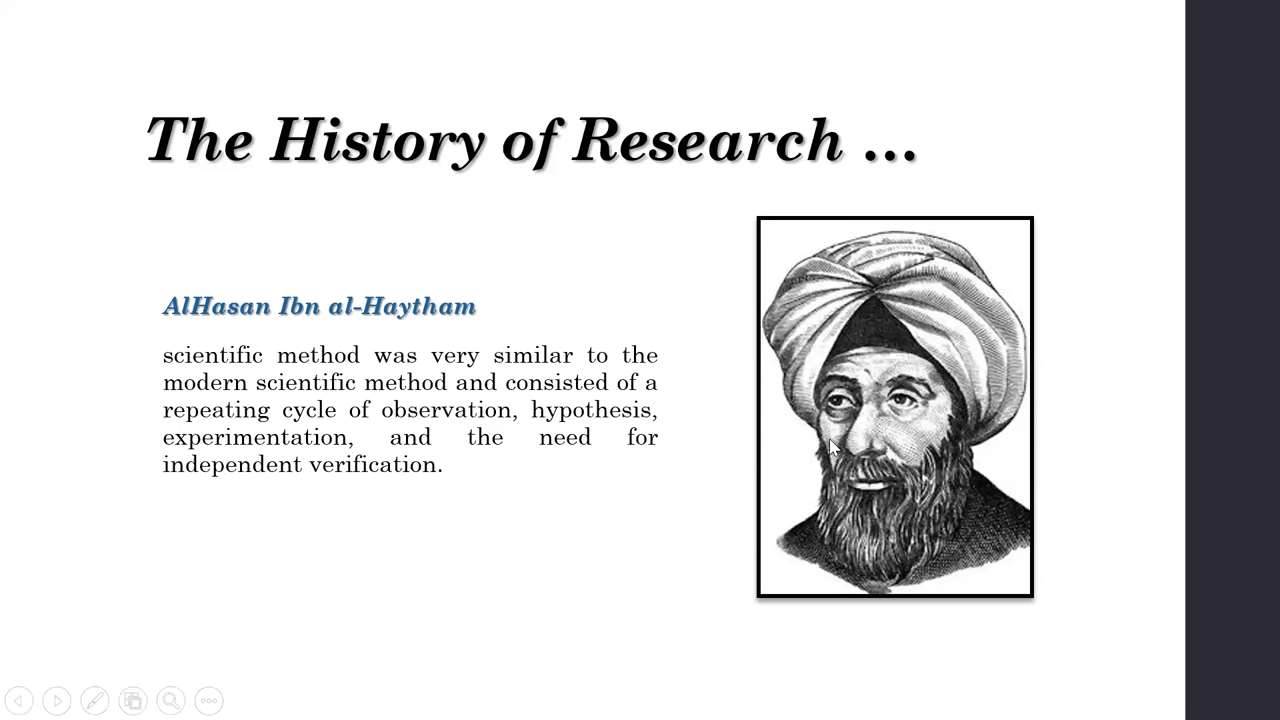 The History of Research ...
AlHasan Ibn al-Haytham
scientific method was very similar to the
modern scientific method and consisted of a
repeating cycle of observation, hypothesis,
experimentation, and the need for
independent verification.